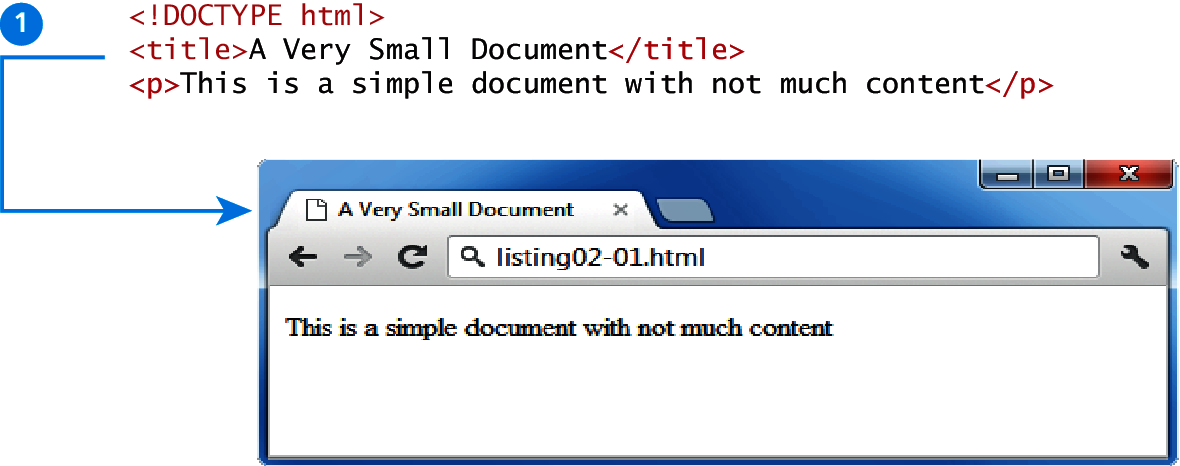 1
<!DOCTYPE html>
<title>A Very Small Document</title>
<p>This is a simple document with not much content</p>
A Very Small Document
listing02-01.html
This is a simple document with not much content